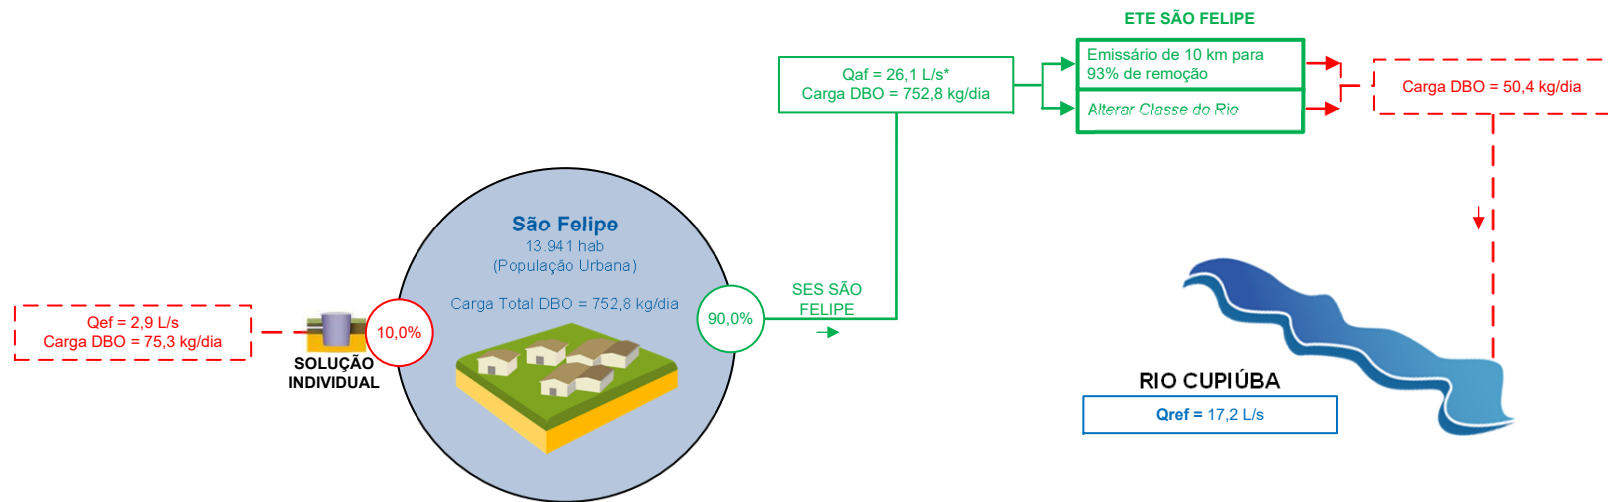 ETE SÃO FELIPE
Emissário de 10 km para
93% de remoção
Alterar Classe do Rio
Qaf = 26,1 L/s*
Carga DBO = 752,8 kg/dia
Carga DBO = 50,4 kg/dia
São Felipe
13.941 hab
(População Urbana)
Carga Total DBO = 752,8 kg/dia
SES SÃO
FELIPE
90,0%
10,0%
Qef = 2,9 L/s
Carga DBO = 75,3 kg/dia
SOLUÇÃO
INDIVIDUAL
RIO CUPIÚBA
Qref = 17,2 L/s